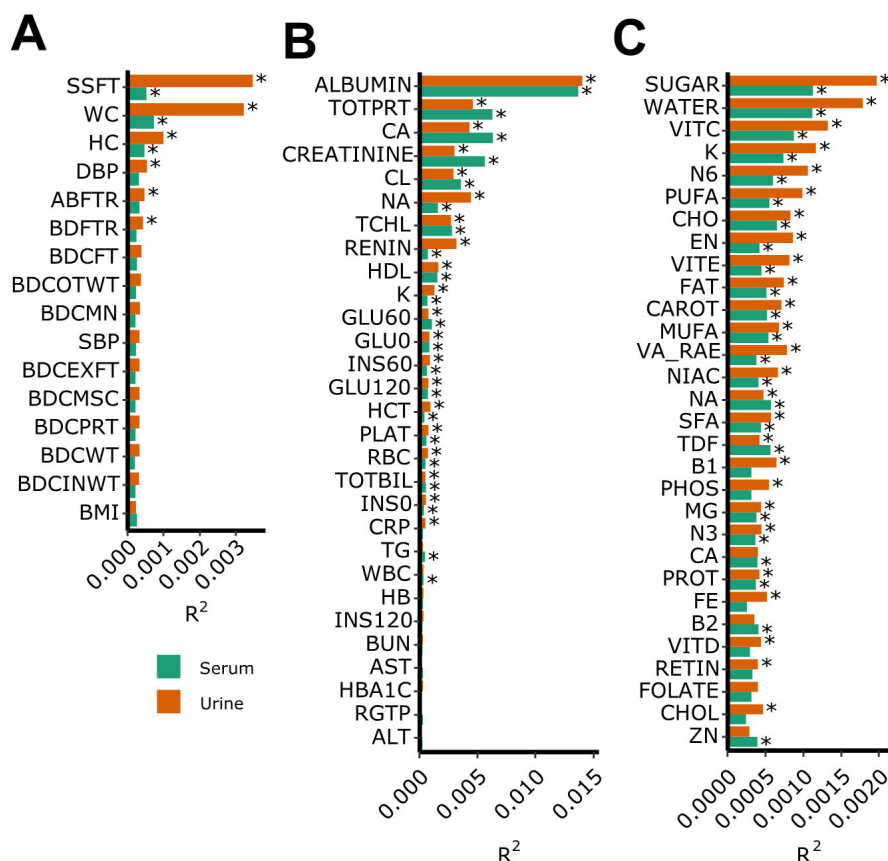 A
SSFT
WC
HC
DBP
ABFTR
BDFTR
BDCFT
BDCOTWT
BDCMN
SBP
BDCEXFT
BDCMSC
BDCPRT
BDCWT
BDCINWT
BMI
0.000
0.001
0.002
0.003
R²
Serum
Urine
B
ALBUMIN
TOTPRT
CA
CREATININE
CL
NA
TCHL
RENIN
HDL
K
GLU60
GLU0
INS60
GLU120
HCT
PLAT
RBC
TOTBIL
INS0
CRP
TG
WBC
HB
INS120
BUN
AST
HBA1C
RGTP
ALT
0.000
0.005
0.010
0.015
R²
C
SUGAR
WATER
VITC
K
N6
PUFA
CHO
EN
VITE
FAT
CAROT
MUFA
VA_RAE
NIAC
NA
SFA
TDF
B1
PHOS
MG
N3
CA
PROT
FE
B2
VITD
RETIN
FOLATE
CHOL
ZN
0.0000
0.0005
0.0010
0.0015
0.0020
R²